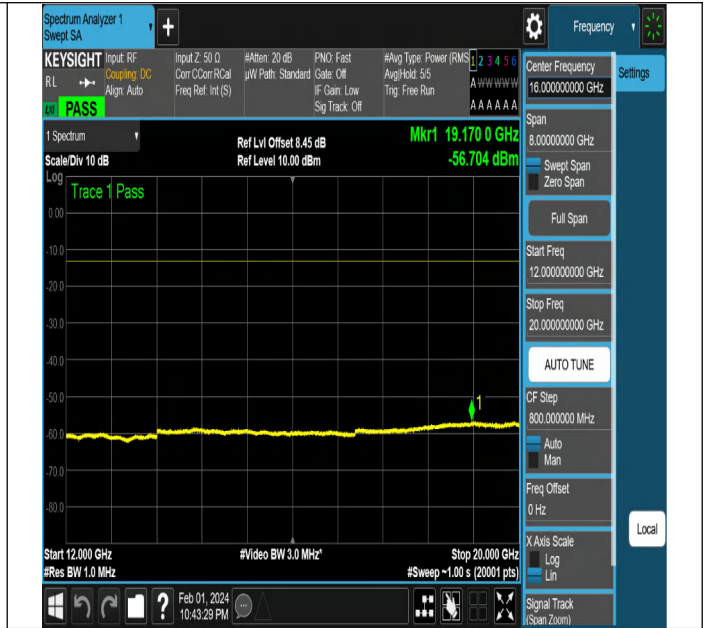 Spectrum Analyzer 1
Swept SA
+
Frequency
KEYSIGHT
RL
LXI PASS
Input: RF
Coupling: DC
Align: Auto
Input Z: 50 Ω
Corr CCorr RCal
Freq Ref: Int (S)
#Atten: 20 dB
µW Path: Standard
PNO: Fast
Gate: Off
IF Gain: Low
Sig Track: Off
#Avg Type: Power (RMS
Avg|Hold: 5/5
Trig: Free Run
1 2 3 4 5 6
A W W W W W
A A A A A A
1 Spectrum
Scale/Div 10 dB
Log
Ref Lvl Offset 8.45 dB
Ref Level 10.00 dBm
Mkr1 19.170 0 GHz
-56.704 dBm
Trace 1 Pass
0.00
-10.0
-20.0
-30.0
-40.0
-50.0
-60.0
-70.0
-80.0
1
Start 12.000 GHz
#Res BW 1.0 MHz
#Video BW 3.0 MHz*
Stop 20.000 GHz
#Sweep ~1.00 s (20001 pts)
Center Frequency
16.000000000 GHz
Settings
Span
8.00000000 GHz
Swept Span
Zero Span
Full Span
Start Freq
12.000000000 GHz
Stop Freq
20.000000000 GHz
AUTO TUNE
CF Step
800.000000 MHz
Auto
Man
Freq Offset
0 Hz
X Axis Scale
Log
Lin
Signal Track
(Span Zoom)
Local
?
Feb 01, 2024
10:43:29 PM